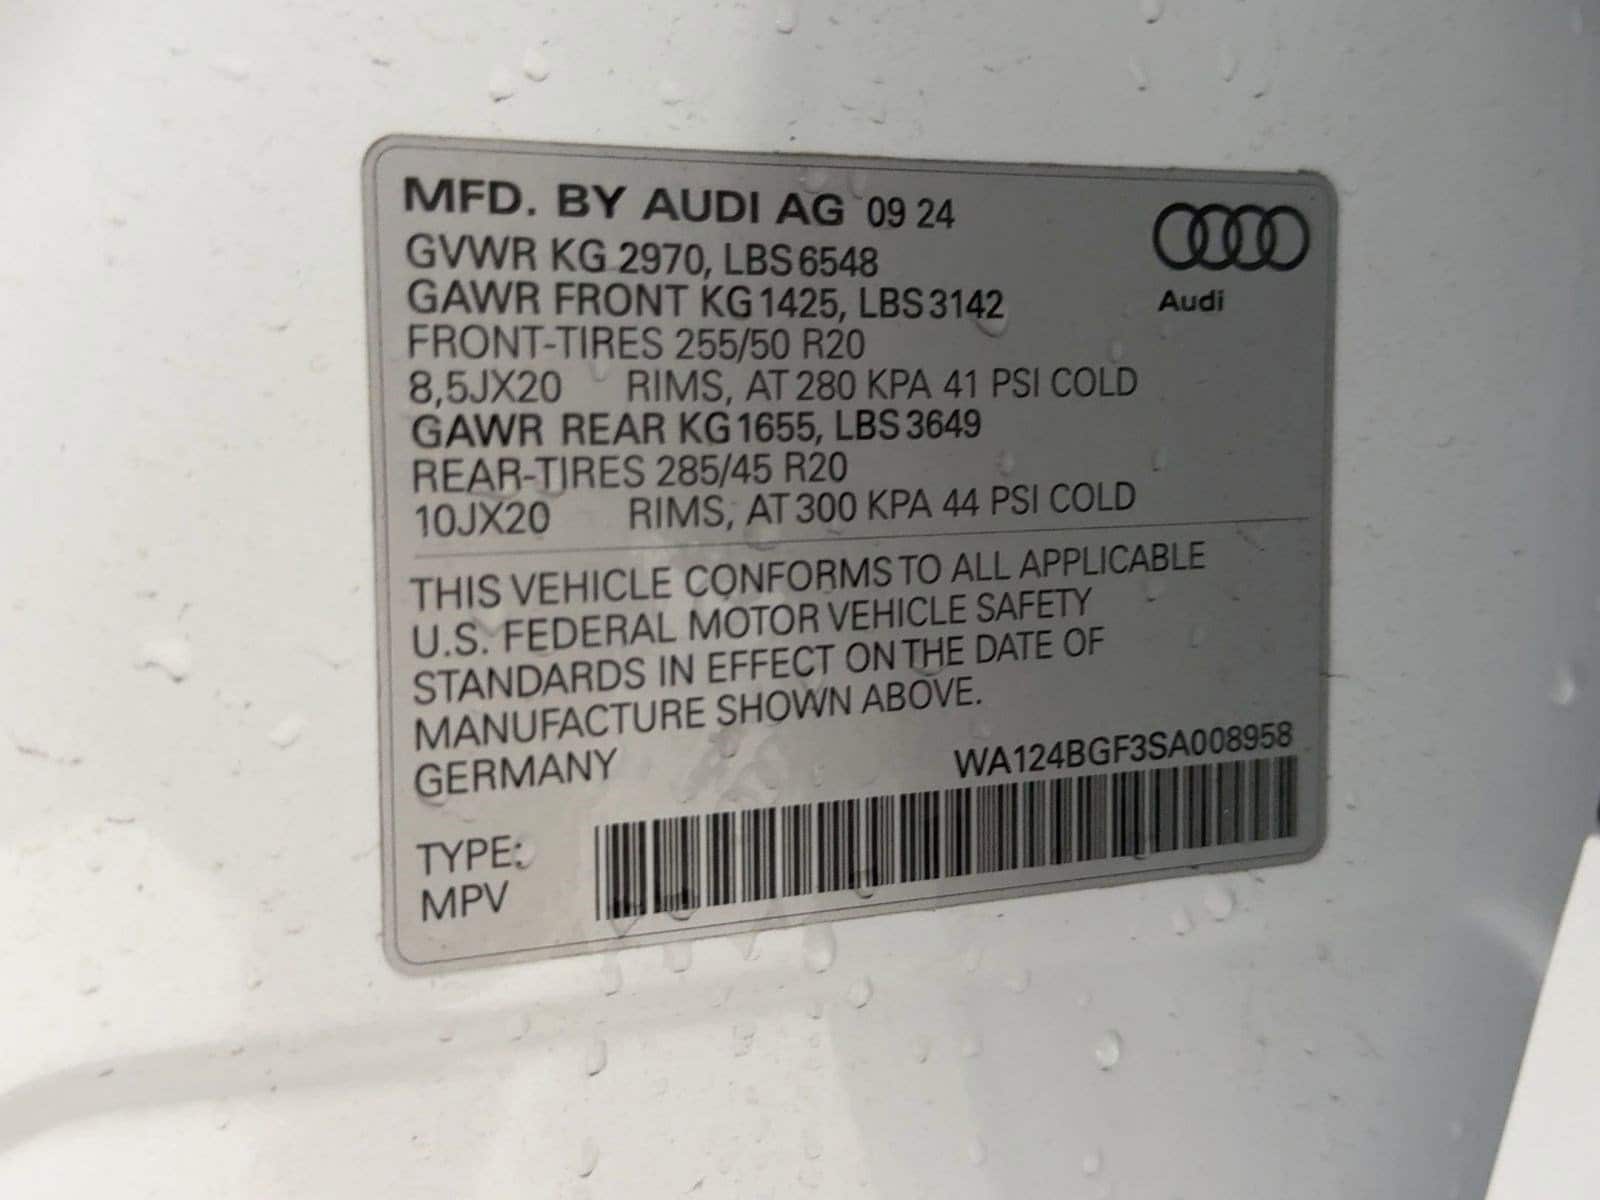 MFD. BY AUDI AG 09 24
GVWR KG 2970, LBS 6548
GAWR FRONT KG 1425, LBS 3142
FRONT-TIRES 255/50 R20
8,5JX20 RIMS, AT 280 KPA 41 PSI COLD
GAWR REAR KG 1655, LBS 3649
REAR-TIRES 285/45 R20
10JX20 RIMS, AT 300 KPA 44 PSI COLD
Audi
THIS VEHICLE CONFORMS TO ALL APPLICABLE
U.S. FEDERAL MOTOR VEHICLE SAFETY
STANDARDS IN EFFECT ON THE DATE OF
MANUFACTURE SHOWN ABOVE.
GERMANY
WA124BGF3SA008958
TYPE:
MPV